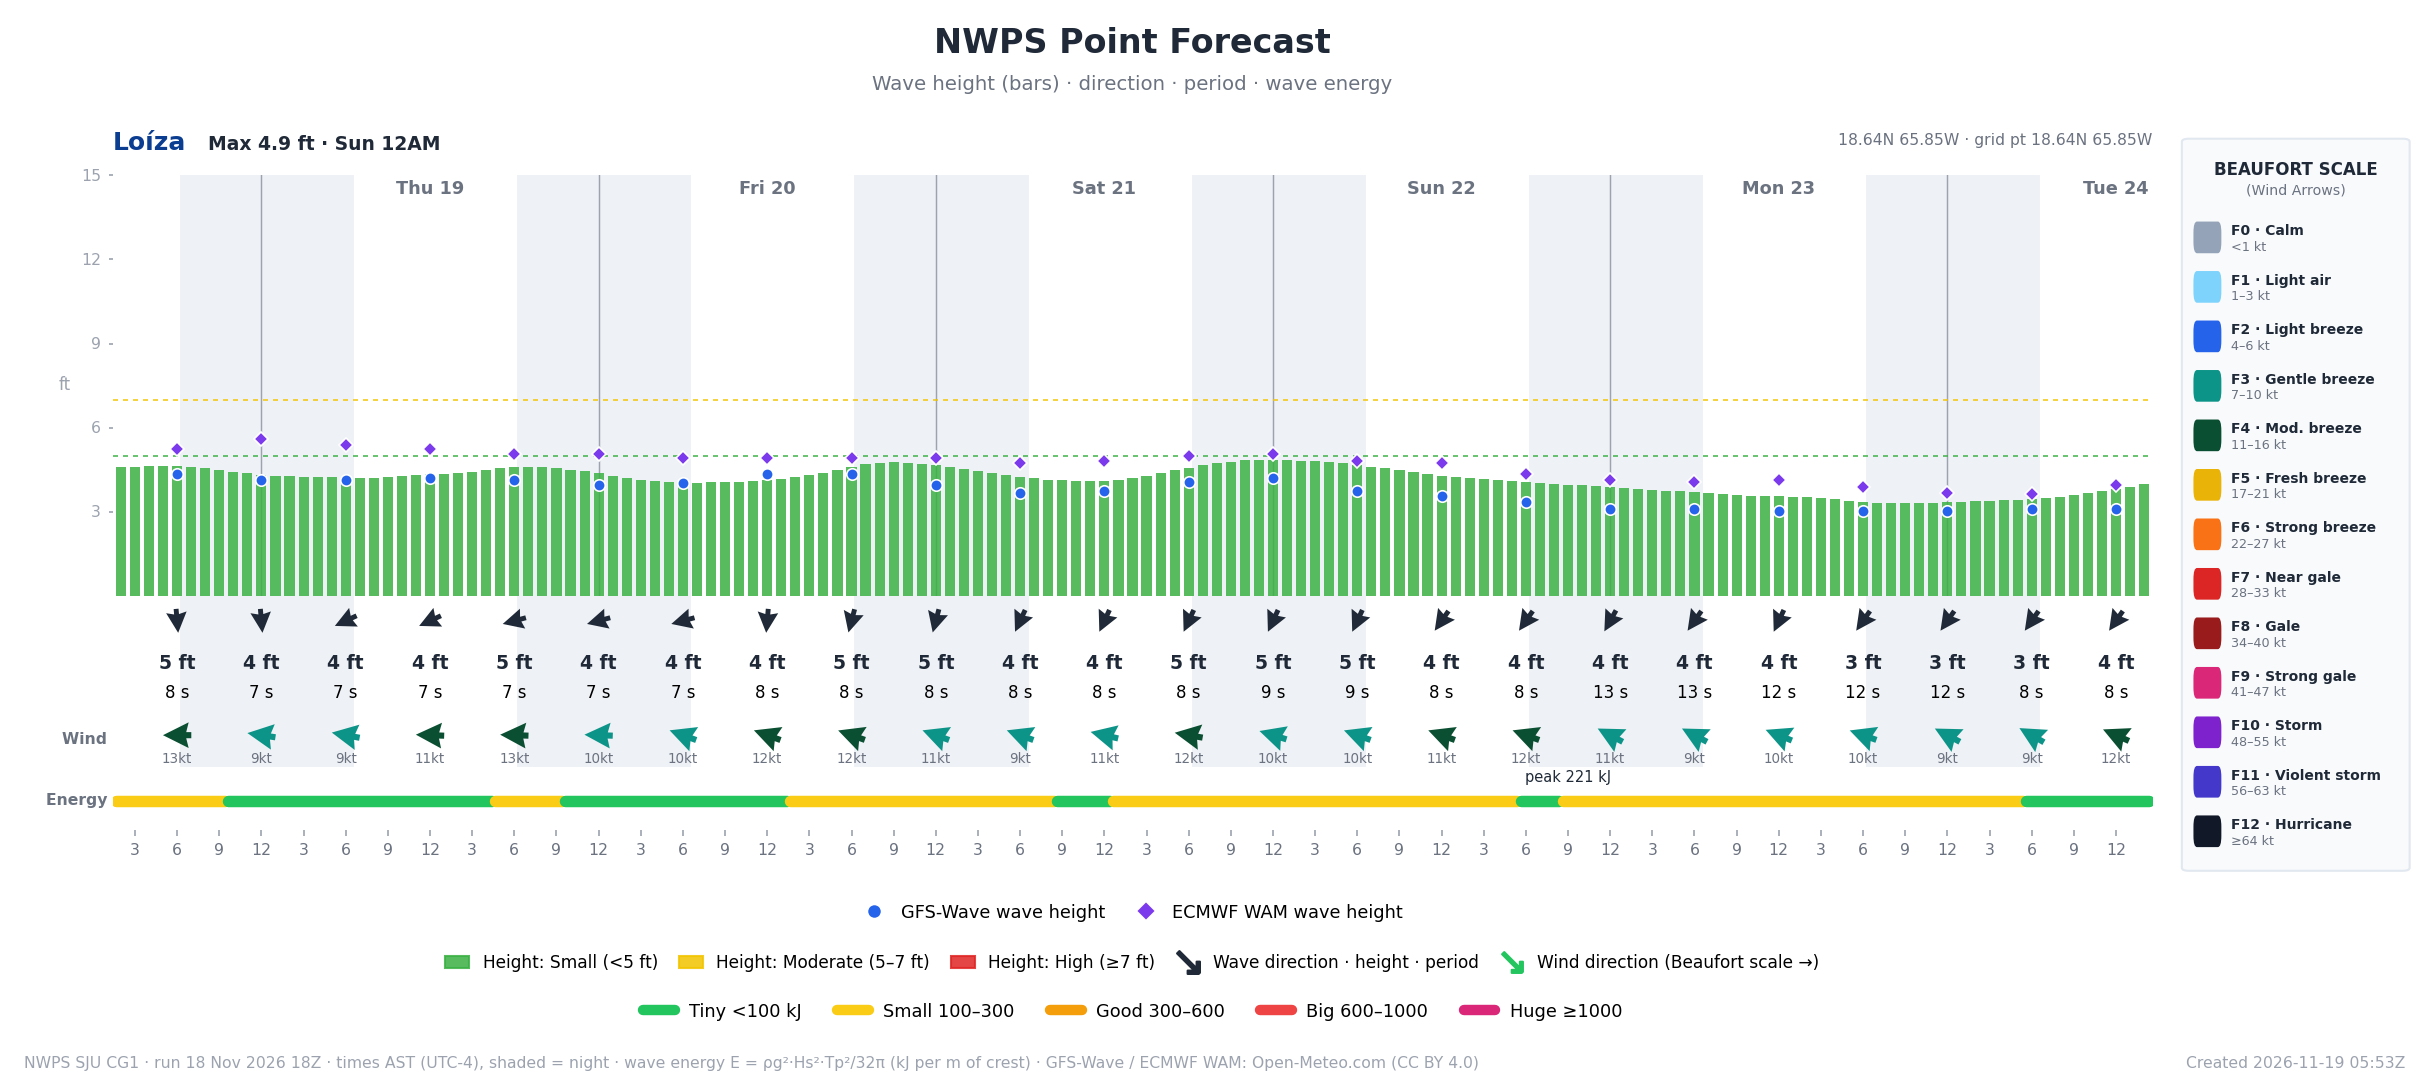 NWPS Point Forecast
Wave height (bars) · direction · period · wave energy
Loíza Max 4.9 ft · Sun 12AM
18.64N 65.85W · grid pt 18.64N 65.85W
Thu 19 Fri 20 Sat 21 Sun 22 Mon 23 Tue 24
15
12
9
ft
6
3
5 ft 4 ft 4 ft 4 ft 5 ft 4 ft 4 ft 4 ft 5 ft 5 ft 4 ft 4 ft 5 ft 5 ft 5 ft 4 ft 4 ft 4 ft 4 ft 4 ft 3 ft 3 ft 3 ft 4 ft
8 s 7 s 7 s 7 s 7 s 7 s 7 s 8 s 8 s 8 s 8 s 8 s 8 s 9 s 9 s 8 s 8 s 13 s 13 s 12 s 12 s 12 s 8 s 8 s
Wind
13kt 9kt 9kt 11kt 13kt 10kt 10kt 12kt 12kt 11kt 9kt 11kt 12kt 10kt 10kt 11kt 12kt 11kt 9kt 10kt 10kt 9kt 9kt 12kt
peak 221 kJ
Energy
3 6 9 12 3 6 9 12 3 6 9 12 3 6 9 12 3 6 9 12 3 6 9 12 3 6 9 12 3 6 9 12 3 6 9 12 3 6 9 12 3 6 9 12 3 6 9 12
BEAUFORT SCALE
(Wind Arrows)
F0 · Calm
<1 kt
F1 · Light air
1–3 kt
F2 · Light breeze
4–6 kt
F3 · Gentle breeze
7–10 kt
F4 · Mod. breeze
11–16 kt
F5 · Fresh breeze
17–21 kt
F6 · Strong breeze
22–27 kt
F7 · Near gale
28–33 kt
F8 · Gale
34–40 kt
F9 · Strong gale
41–47 kt
F10 · Storm
48–55 kt
F11 · Violent storm
56–63 kt
F12 · Hurricane
≥64 kt
GFS-Wave wave height ECMWF WAM wave height
Height: Small (<5 ft) Height: Moderate (5–7 ft) Height: High (≥7 ft) Wave direction · height · period Wind direction (Beaufort scale →)
Tiny <100 kJ Small 100–300 Good 300–600 Big 600–1000 Huge ≥1000
NWPS SJU CG1 · run 18 Nov 2026 18Z · times AST (UTC-4), shaded = night · wave energy E = ρg²·Hs²·Tp²/32π (kJ per m of crest) · GFS-Wave / ECMWF WAM: Open-Meteo.com (CC BY 4.0)
Created 2026-11-19 05:53Z